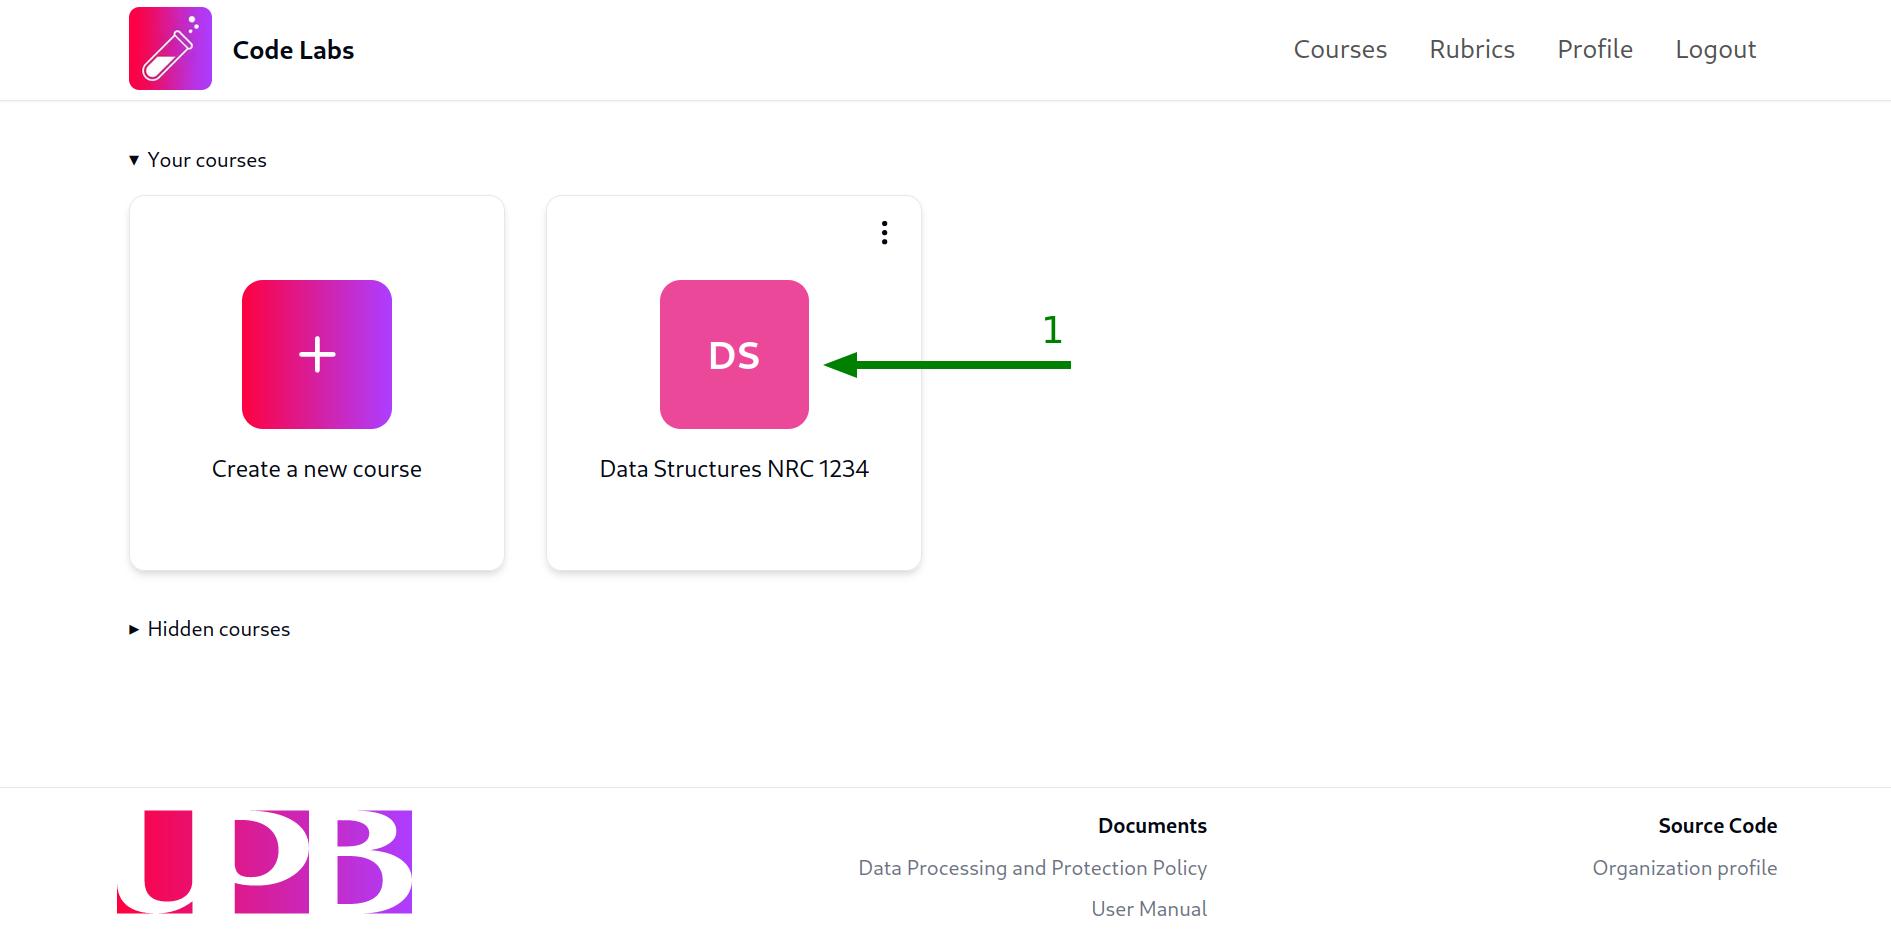 Code Labs
Courses Rubrics Profile Logout
▼ Your courses
Create a new course
DS
Data Structures NRC 1234
1
► Hidden courses
UPB
Documents
Data Processing and Protection Policy
User Manual
Source Code
Organization profile